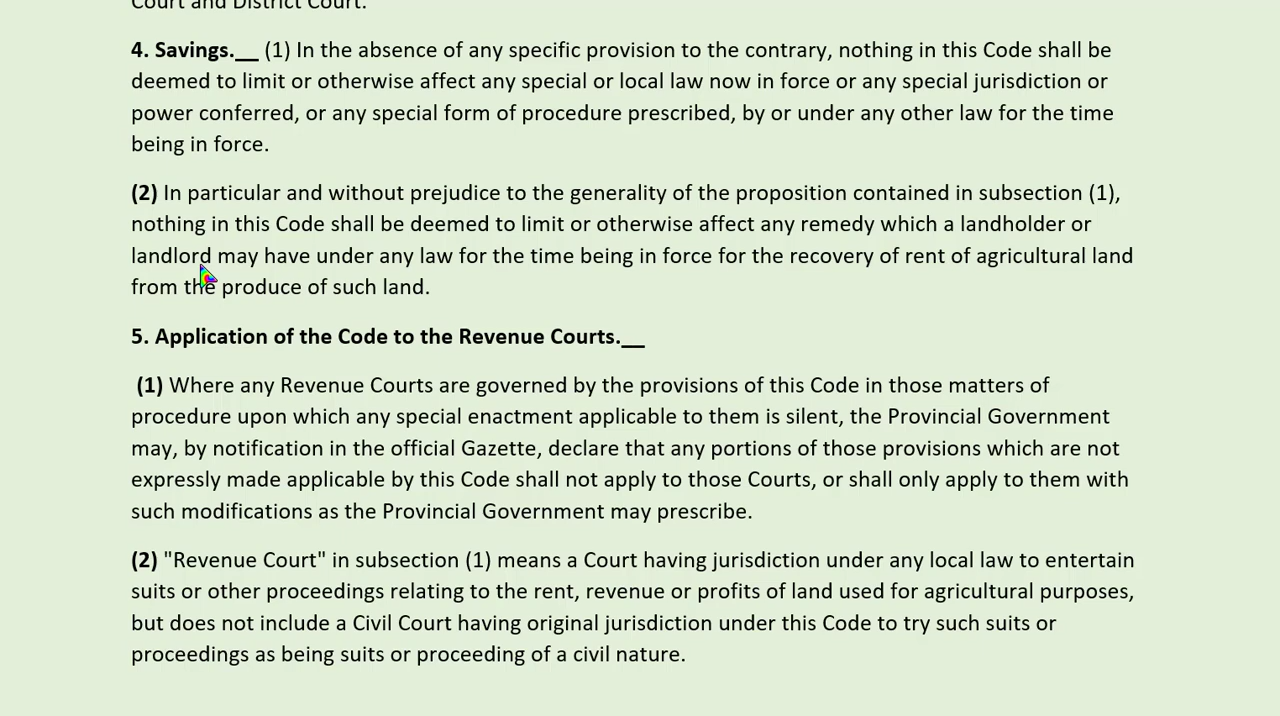 Court and District Court.
4. Savings.__ (1) In the absence of any specific provision to the contrary, nothing in this Code shall be
deemed to limit or otherwise affect any special or local law now in force or any special jurisdiction or
power conferred, or any special form of procedure prescribed, by or under any other law for the time
being in force.
(2) In particular and without prejudice to the generality of the proposition contained in subsection (1),
nothing in this Code shall be deemed to limit or otherwise affect any remedy which a landholder or
landlord may have under any law for the time being in force for the recovery of rent of agricultural land
from the produce of such land.
5. Application of the Code to the Revenue Courts.__
(1) Where any Revenue Courts are governed by the provisions of this Code in those matters of
procedure upon which any special enactment applicable to them is silent, the Provincial Government
may, by notification in the official Gazette, declare that any portions of those provisions which are not
expressly made applicable by this Code shall not apply to those Courts, or shall only apply to them with
such modifications as the Provincial Government may prescribe.
(2) "Revenue Court" in subsection (1) means a Court having jurisdiction under any local law to entertain
suits or other proceedings relating to the rent, revenue or profits of land used for agricultural purposes,
but does not include a Civil Court having original jurisdiction under this Code to try such suits or
proceedings as being suits or proceeding of a civil nature.